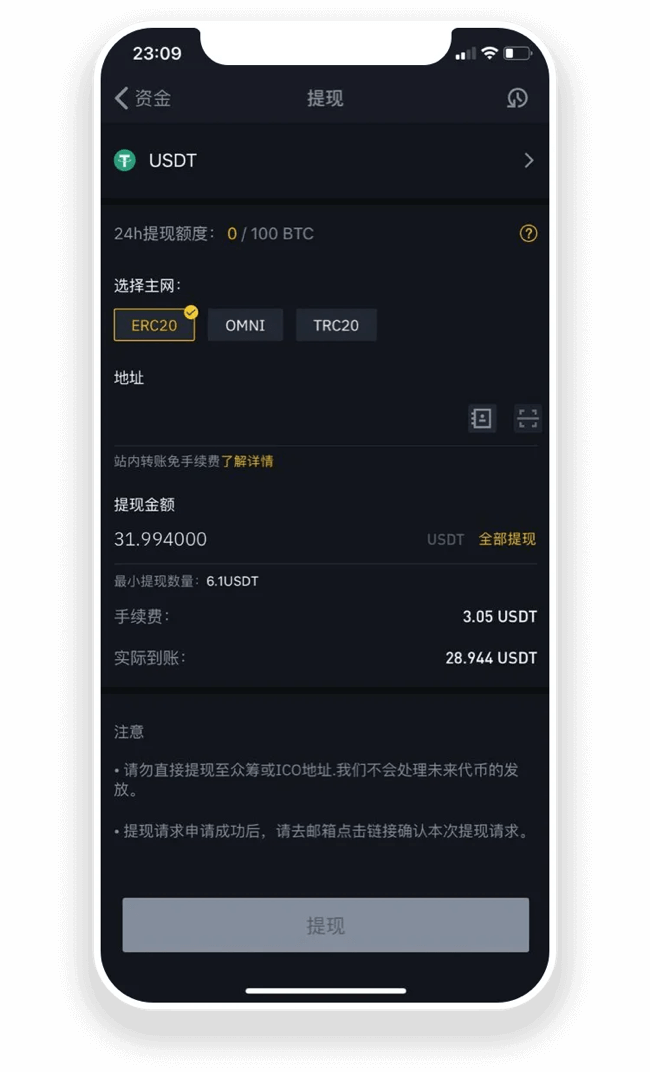 23:09
资金
提现
USDT
24h提现额度： 0 / 100 BTC
选择主网：
ERC20 OMNI TRC20
地址
站内转账免手续费了解详情
提现金额
31.994000 USDT 全部提现
最小提现数量：6.1USDT
手续费： 3.05 USDT
实际到账： 28.944 USDT
注意
• 请勿直接提现至众筹或ICO地址.我们不会处理未来代币的发
放。
• 提现请求申请成功后，请去邮箱点击链接确认本次提现请求。
提现